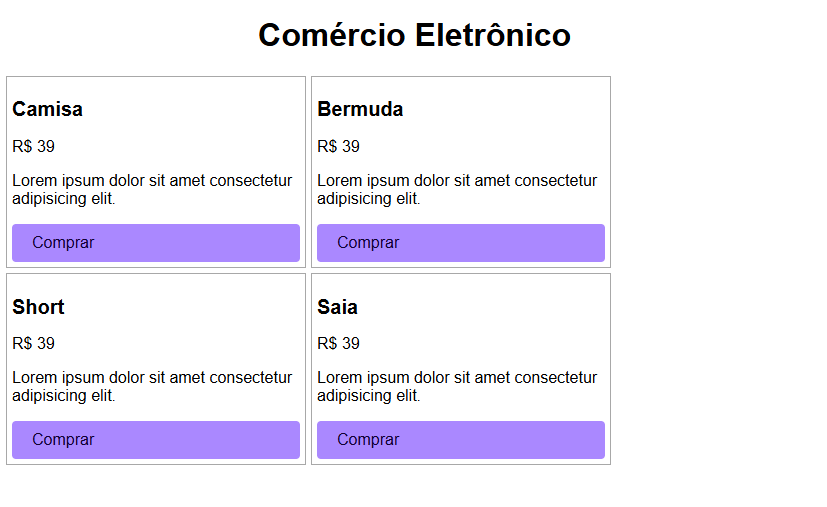 Comércio Eletrônico
Camisa
R$ 39
Lorem ipsum dolor sit amet consectetur
adipisicing elit.
Comprar
Bermuda
R$ 39
Lorem ipsum dolor sit amet consectetur
adipisicing elit.
Comprar
Short
R$ 39
Lorem ipsum dolor sit amet consectetur
adipisicing elit.
Comprar
Saia
R$ 39
Lorem ipsum dolor sit amet consectetur
adipisicing elit.
Comprar